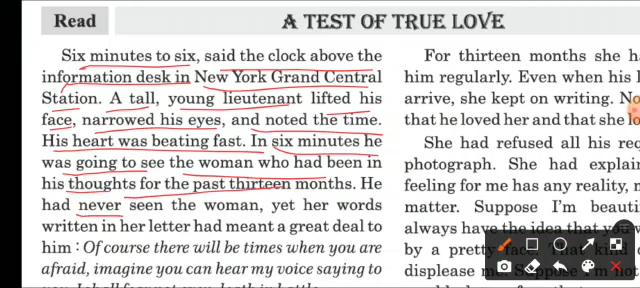 Read
A TEST OF TRUE LOVE
Six minutes to six, said the clock above the
information desk in New York Grand Central
Station. A tall, young lieutenant lifted his
face, narrowed his eyes, and noted the time.
His heart was beating fast. In six minutes he
was going to see the woman who had been in
his thoughts for the past thirteen months. He
had never seen the woman, yet her words
written in her letter had meant a great deal to
him : Of course there will be times when you are
afraid, imagine you can hear my voice saying to
For thirteen months she h
him regularly. Even when his l
arrive, she kept on writing. No
that he loved her and that she lo
She had refused all his req
photograph. She had explai
feeling for me has any reality, n
matter. Suppose I'm beauti
always have the idea that you
by a pretty face. That kind
displease me.